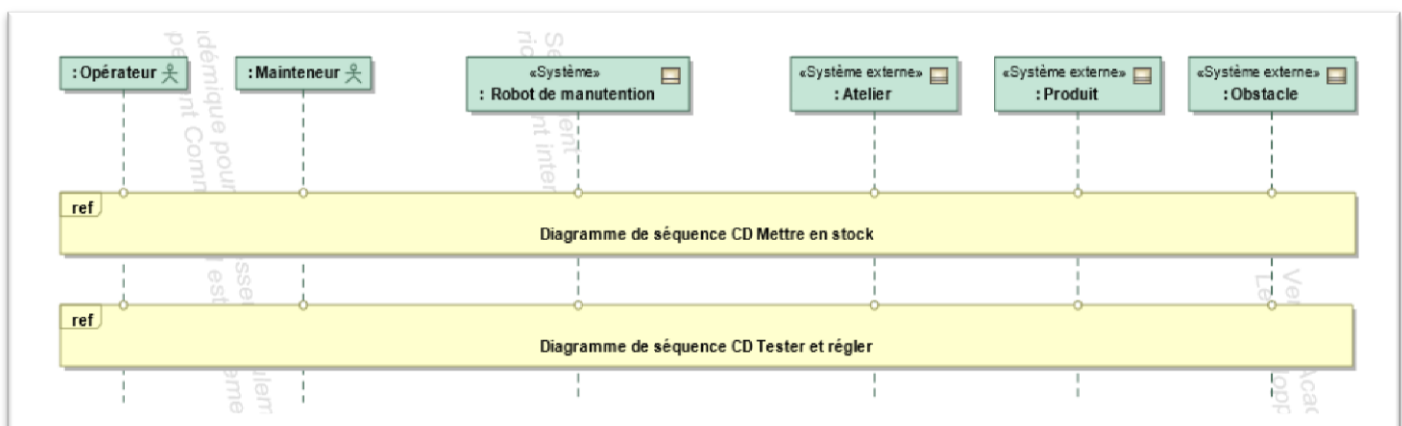 : Opérateur
: Mainteneur
«Système»
: Robot de manutention
«Système externe»
: Atelier
«Système externe»
: Produit
«Système externe»
: Obstacle
ref
Diagramme de séquence CD Mettre en stock
ref
Diagramme de séquence CD Tester et régler